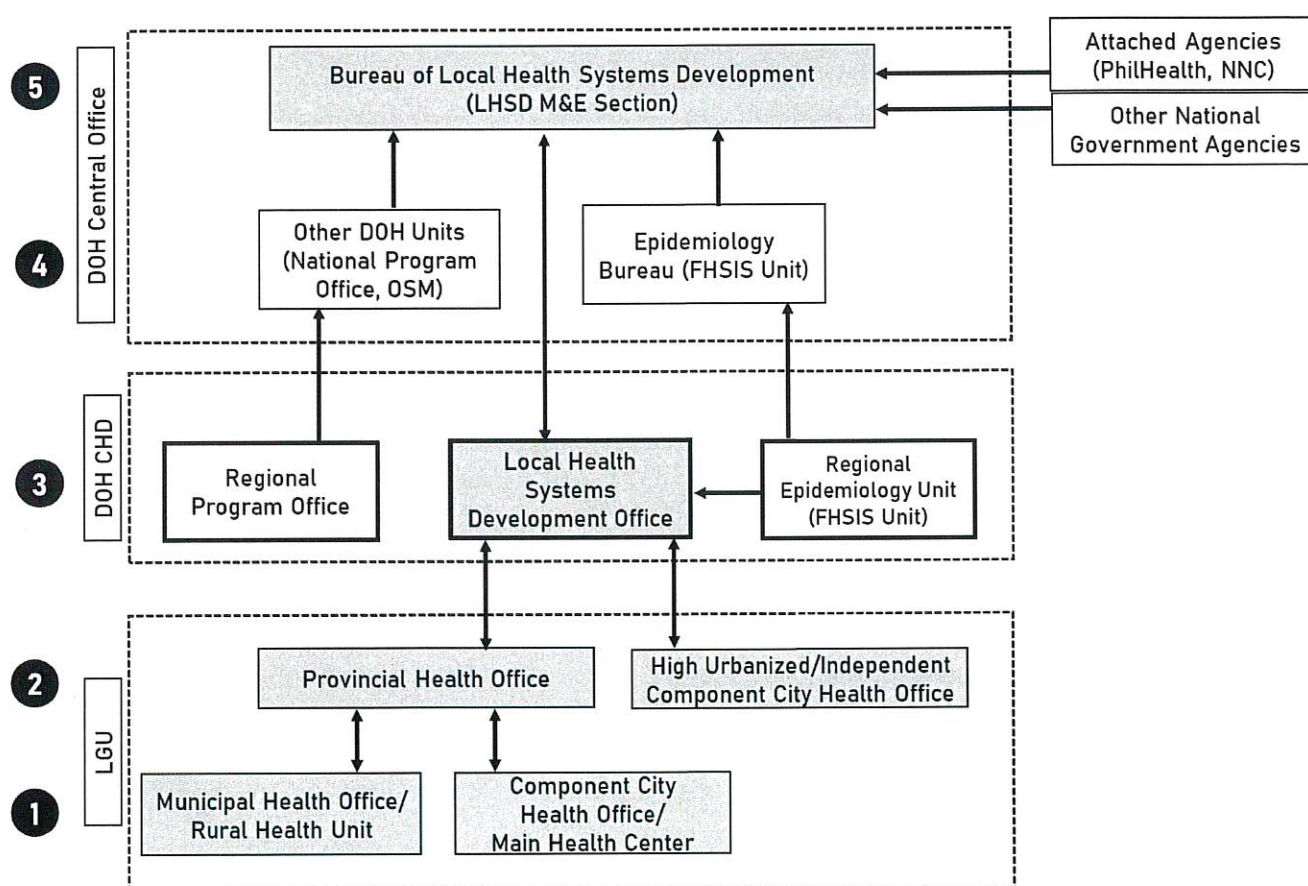 5
DOH Central Office
Bureau of Local Health Systems Development
(LHSD M&E Section)
Attached Agencies
(PhilHealth, NNC)
Other National
Government Agencies
4
Other DOH Units
(National Program
Office, OSM)
Epidemiology
Bureau (FHSIS Unit)
3
DOH CHD
Regional
Program Office
Local Health
Systems
Development Office
Regional
Epidemiology Unit
(FHSIS Unit)
2
LGU
Provincial Health Office
High Urbanized/Independent
Component City Health Office
1
Municipal Health Office/
Rural Health Unit
Component City
Health Office/
Main Health Center